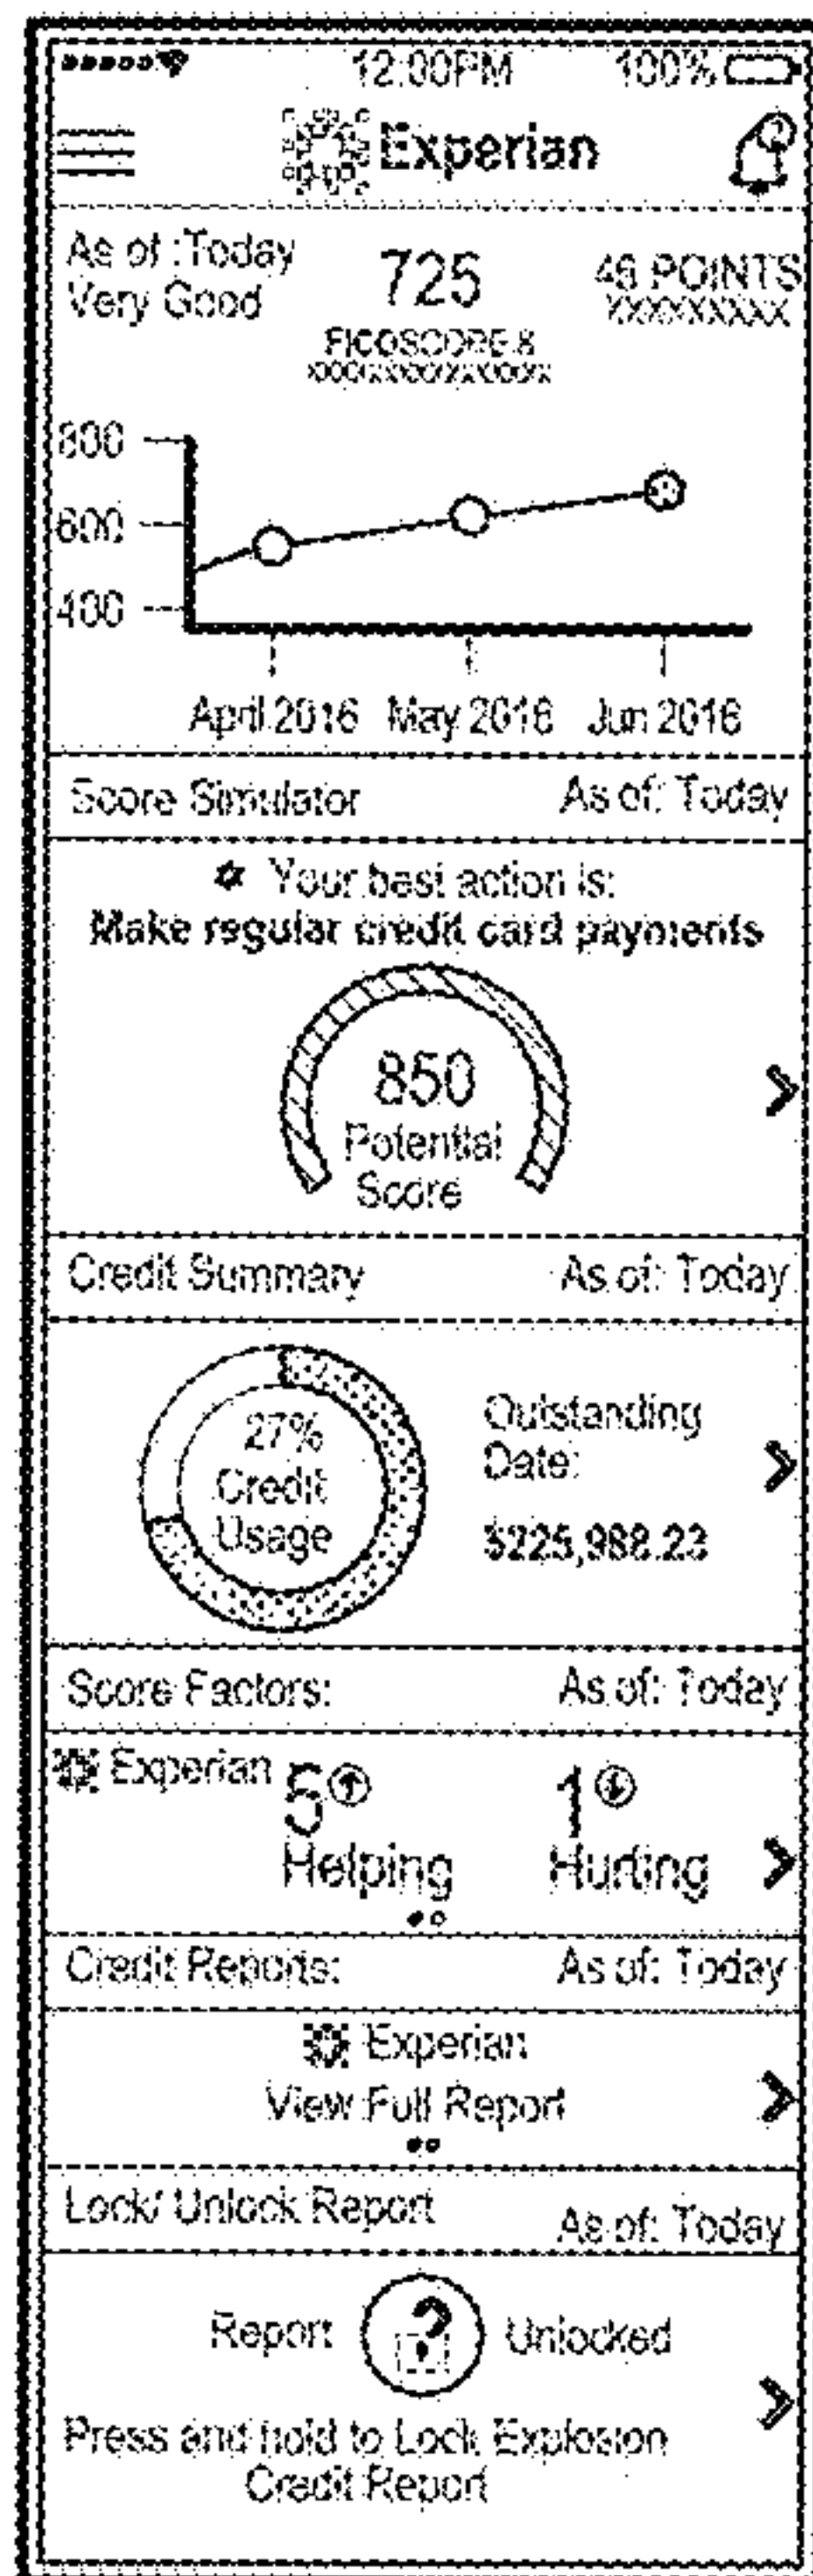 12:00PM 100%
Experian
As of :Today
Very Good
725
46 POINTS
XXXXXXXXX
FICOSCORE 8
800
600
400
April 2016 May 2016 Jun 2016
Score Simulator As of: Today
Your best action is:
Make regular credit card payments
850
Potential
Score
Credit Summary As of: Today
27%
Credit
Usage
Outstanding
Date:
$225,988.23
Score Factors: As of: Today
Experian
5
Helping
1
Hurting
Credit Reports: As of: Today
Experian
View Full Report
Lock/ Unlock Report As of: Today
Report ? Unlocked
Press and hold to Lock Explosion
Credit Report